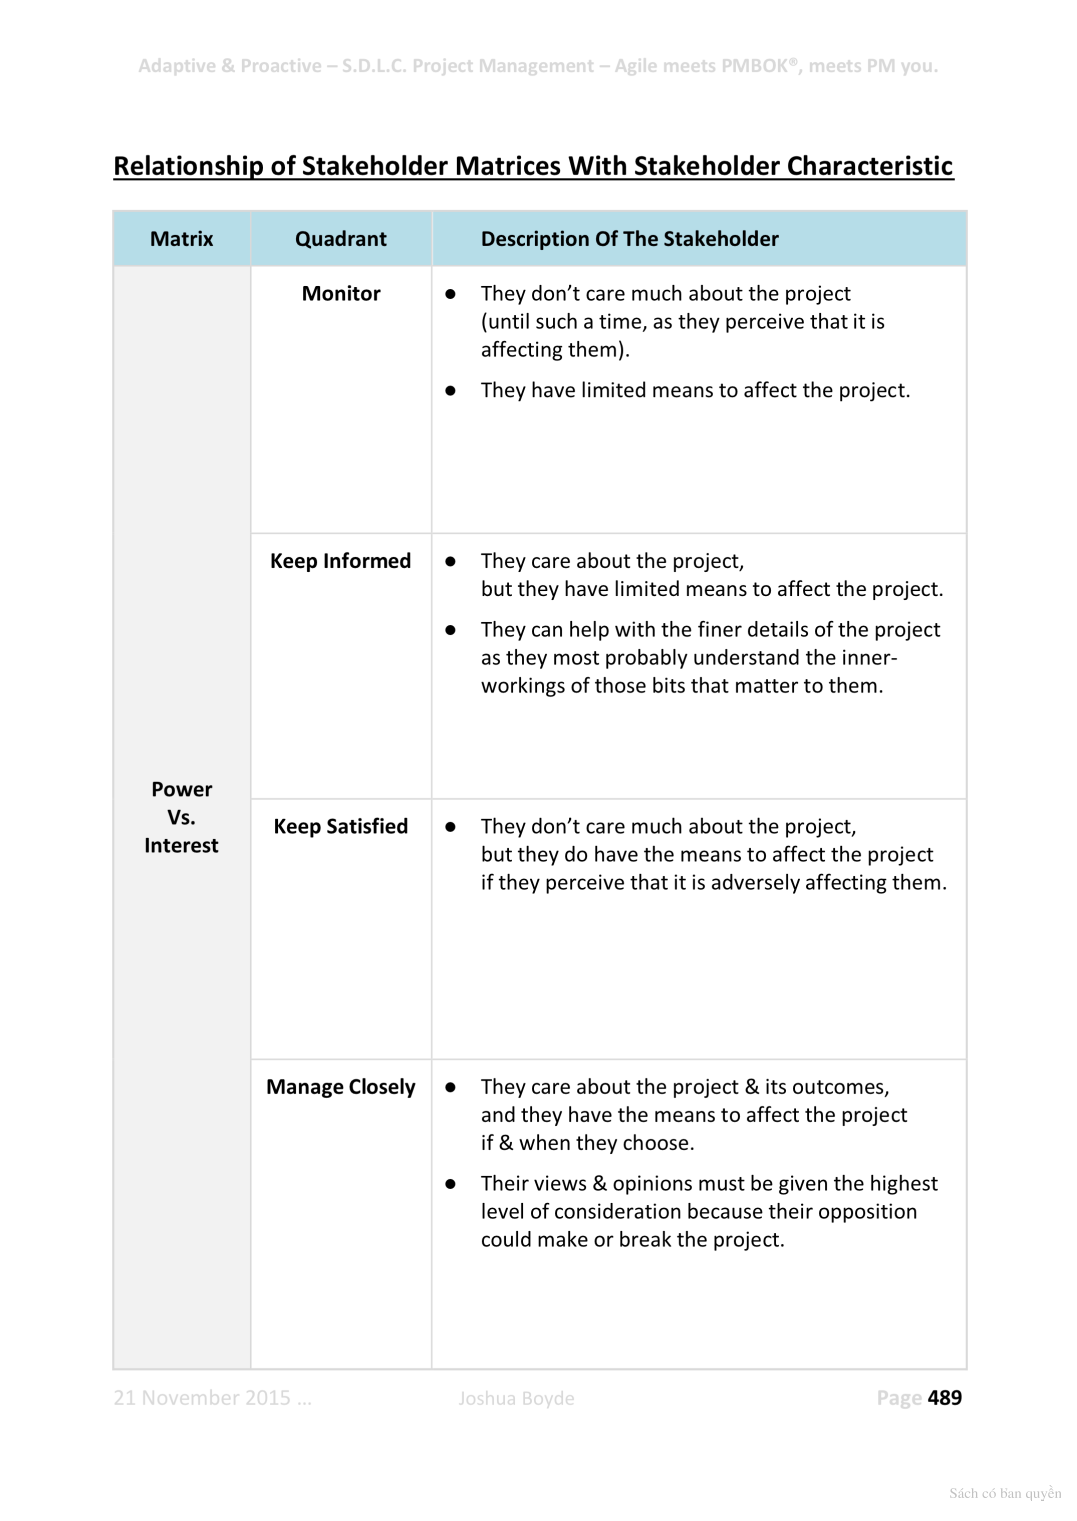 Adaptive & Proactive – S.D.L.C. Project Management – Agile meets PMBOK®, meets PM you.
Relationship of Stakeholder Matrices With Stakeholder Characteristic
Matrix Quadrant Description Of The Stakeholder
Monitor ● They don’t care much about the project
(until such a time, as they perceive that it is
affecting them).
● They have limited means to affect the project.
Keep Informed ● They care about the project,
but they have limited means to affect the project.
● They can help with the finer details of the project
as they most probably understand the inner-
workings of those bits that matter to them.
Power
Vs.
Interest
Keep Satisfied ● They don’t care much about the project,
but they do have the means to affect the project
if they perceive that it is adversely affecting them.
Manage Closely ● They care about the project & its outcomes,
and they have the means to affect the project
if & when they choose.
● Their views & opinions must be given the highest
level of consideration because their opposition
could make or break the project.
21 November 2015 … Joshua Boyde Page 489
Sách có bản quyền